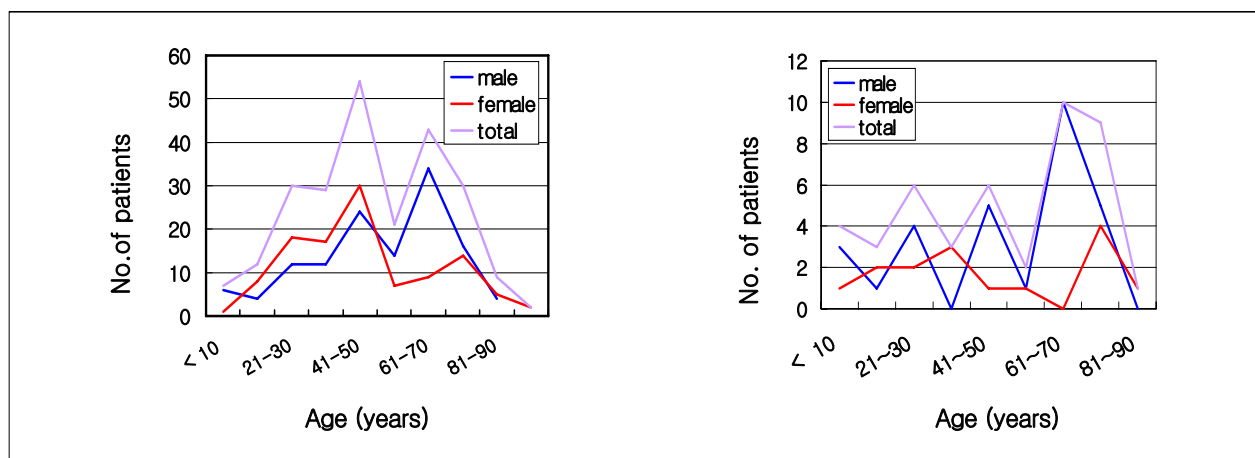 60
50
40
30
20
10
0
No.of patients
male
female
total
< 10
21-30
41-50
61-70
81-90
Age (years)
12
10
8
6
4
2
0
No. of patients
male
female
total
< 10
21~30
41~50
61~70
81~90
Age (years)